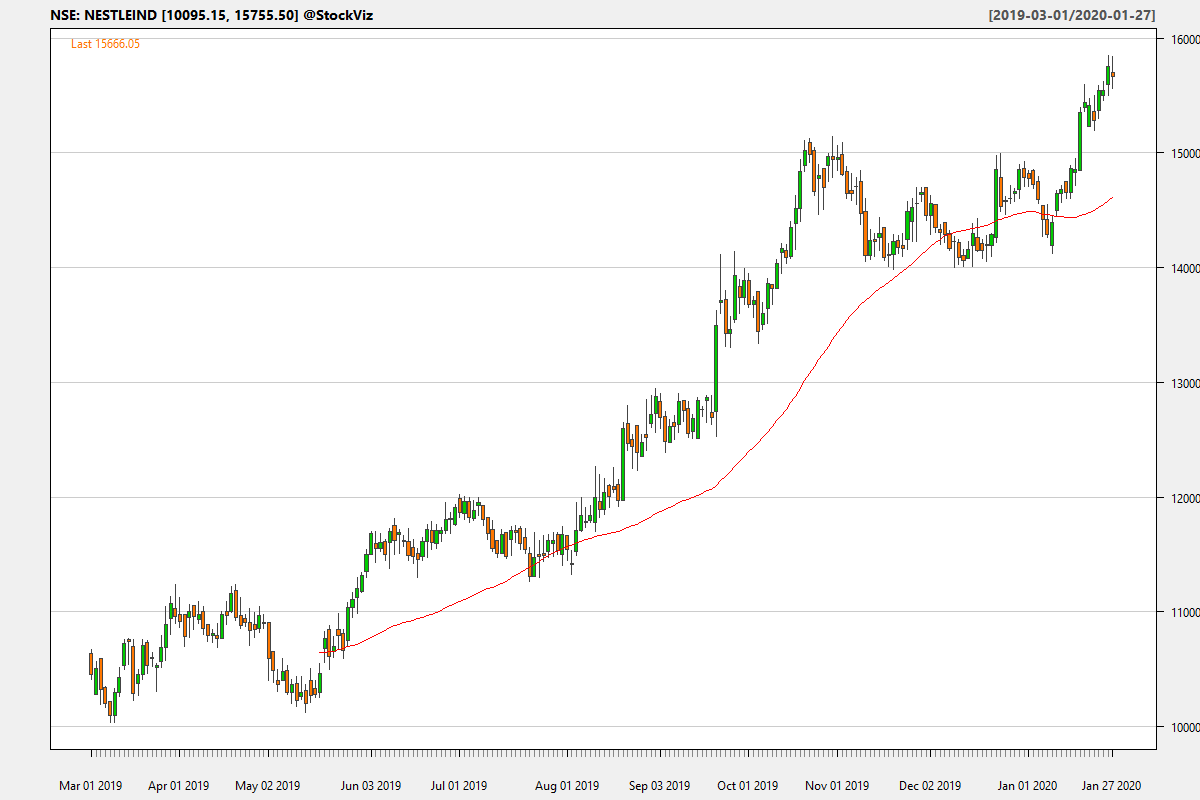 NSE: NESTLEIND [10095.15, 15755.50] @StockViz [2019-03-01/2020-01-27]
Last 15666.05
16000
15000
14000
13000
12000
11000
10000
Mar 01 2019 Apr 01 2019 May 02 2019 Jun 03 2019 Jul 01 2019 Aug 01 2019 Sep 03 2019 Oct 01 2019 Nov 01 2019 Dec 02 2019 Jan 01 2020 Jan 27 2020